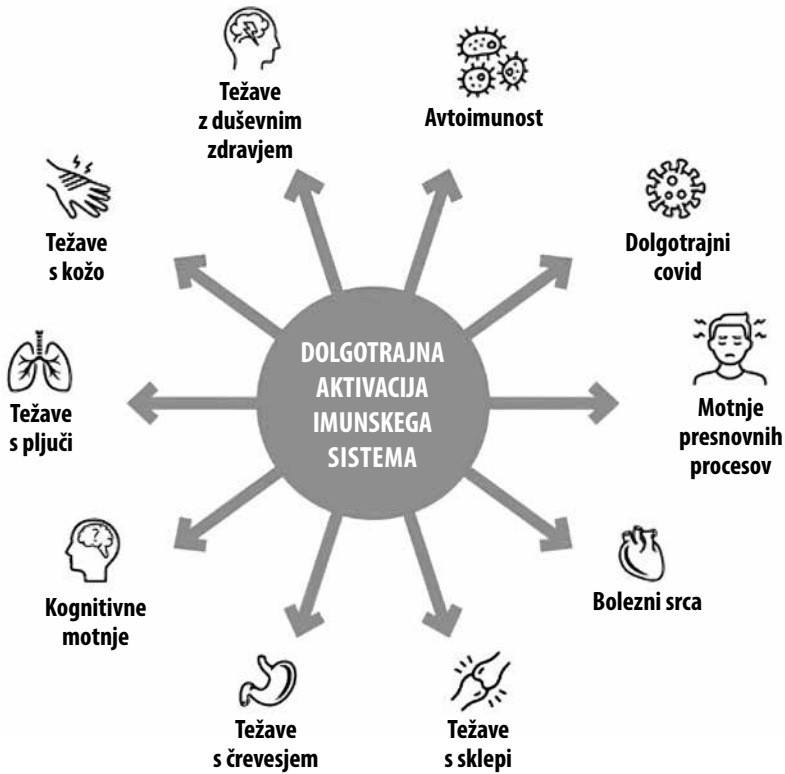 Težave
z duševnim
zdravjem
Avtoimunost
Dolgotrajni
covid
Motnje
presnovnih
procesov
Bolezni srca
Težave
s sklepi
Težave
s črevesjem
Kognitivne
motnje
Težave
s pljuči
Težave
s kožo
DOLGOTRAJNA
AKTIVACIJA
IMUNSKEGA
SISTEMA
?